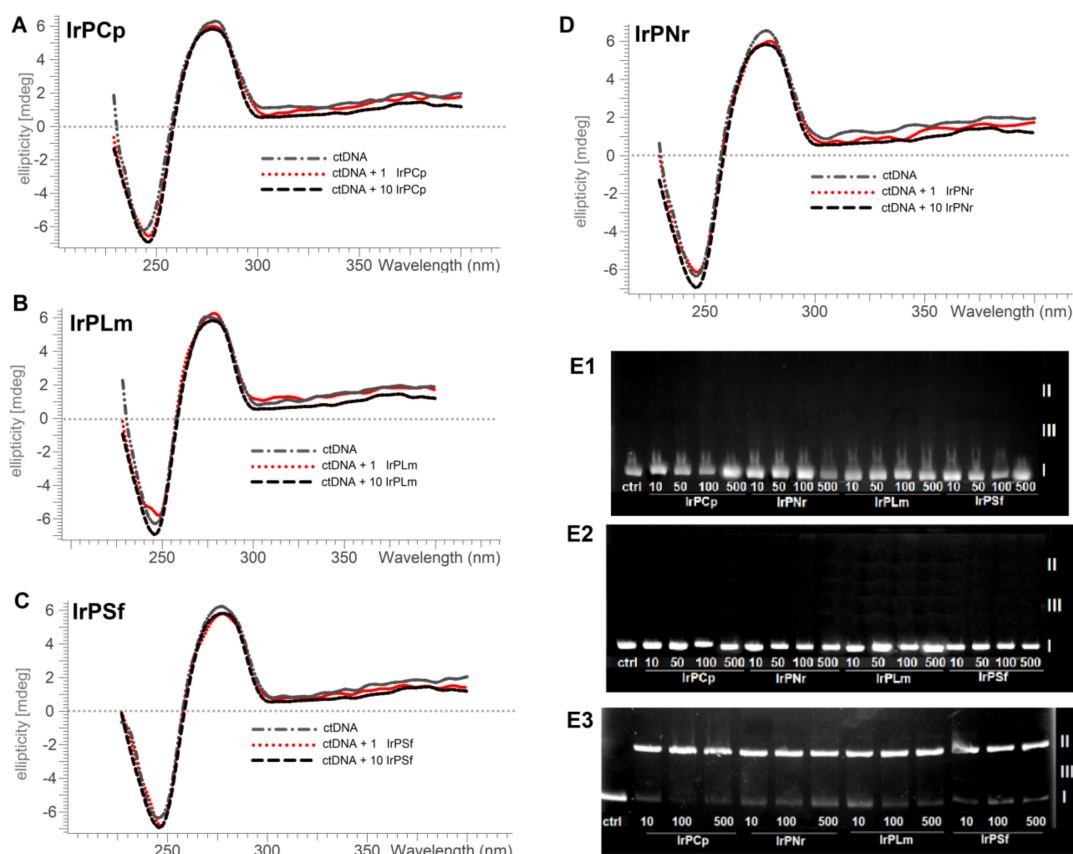 A IrPCp
ellipticity [mdeg]
6
4
2
0
-2
-4
-6
250 300 350 Wavelength (nm)
ctDNA
ctDNA + 1 IrPCp
ctDNA + 10 IrPCp
B
IrPLm
ellipticity [mdeg]
6
4
2
0
-2
-4
-6
250 300 350 Wavelength (nm)
ctDNA
ctDNA + 1 IrPLm
ctDNA + 10 IrPLm
C
IrPSf
ellipticity [mdeg]
6
4
2
0
-2
-4
-6
250 300 350 Wavelength (nm)
ctDNA
ctDNA + 1 IrPSf
ctDNA + 10 IrPSf
D IrPNr
ellipticity [mdeg]
6
4
2
0
-2
-4
-6
250 300 350 Wavelength (nm)
ctDNA
ctDNA + 1 IrPNr
ctDNA + 10 IrPNr
E1
II
III
I
ctrl 10 50 100 500 10 50 100 500 10 50 100 500 10 50 100 500
IrPCp IrPNr IrPLm IrPSf
E2
II
III
I
ctrl 10 50 100 500 10 50 100 500 10 50 100 500 10 50 100 500
IrPCp IrPNr IrPLm IrPSf
E3
II
III
I
ctrl 10 100 500 10 100 500 10 100 500 10 100 500
IrPCp IrPNr IrPLm IrPSf